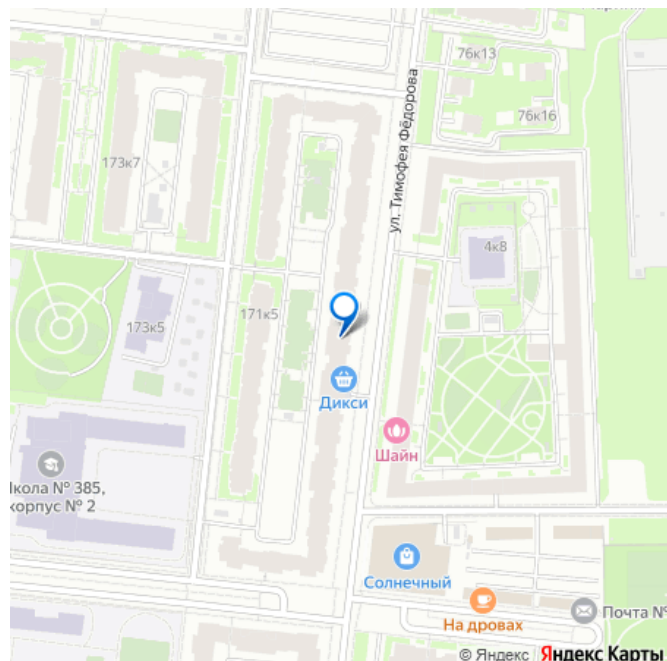 76к13
76к16
173к7
ул. Тимофея Фёдорова
4к8
171к5
173к5
Дикси
Шайн
Школа № 385,
корпус № 2
Солнечный
На дровах
Почта №
© Яндекс Яндекс Карты